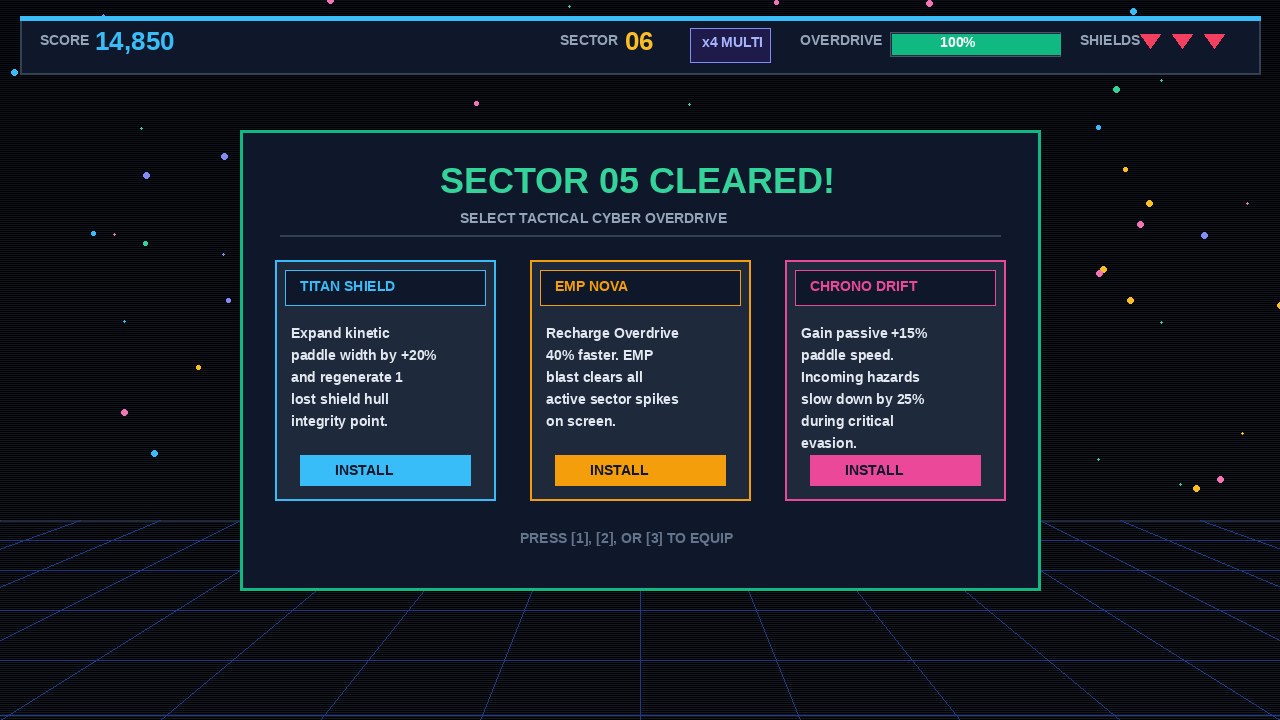 SCORE 14,850 SECTOR 06 x4 MULTI OVERDRIVE 100% SHIELDS
SECTOR 05 CLEARED!
SELECT TACTICAL CYBER OVERDRIVE
TITAN SHIELD
Expand kinetic
paddle width by +20%
and regenerate 1
lost shield hull
integrity point.
INSTALL
EMP NOVA
Recharge Overdrive
40% faster. EMP
blast clears all
active sector spikes
on screen.
INSTALL
CHRONO DRIFT
Gain passive +15%
paddle speed.
Incoming hazards
slow down by 25%
during critical
evasion.
INSTALL
PRESS [1], [2], OR [3] TO EQUIP